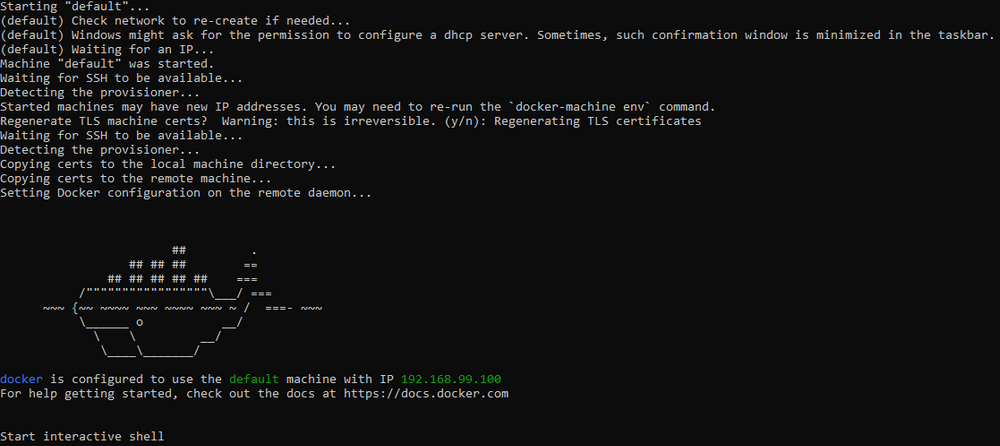 Starting "default"...
(default) Check network to re-create if needed...
(default) Windows might ask for the permission to configure a dhcp server. Sometimes, such confirmation window is minimized in the taskbar.
(default) Waiting for an IP...
Machine "default" was started.
Waiting for SSH to be available...
Detecting the provisioner...
Started machines may have new IP addresses. You may need to re-run the `docker-machine env` command.
Regenerate TLS machine certs?  Warning: this is irreversible. (y/n): Regenerating TLS certificates
Waiting for SSH to be available...
Detecting the provisioner...
Copying certs to the local machine directory...
Copying certs to the remote machine...
Setting Docker configuration on the remote daemon...
                        ##         .
                  ## ## ##        ==
               ## ## ## ## ##    ===
           /"""""""""""""""""\___/ ===
      ~~~ {~~ ~~~~ ~~~ ~~~~ ~~~ ~ /  ===- ~~~
           \______ o           __/
             \    \         __/
              \____\_______/
docker is configured to use the default machine with IP 192.168.99.100
For help getting started, check out the docs at https://docs.docker.com
Start interactive shell